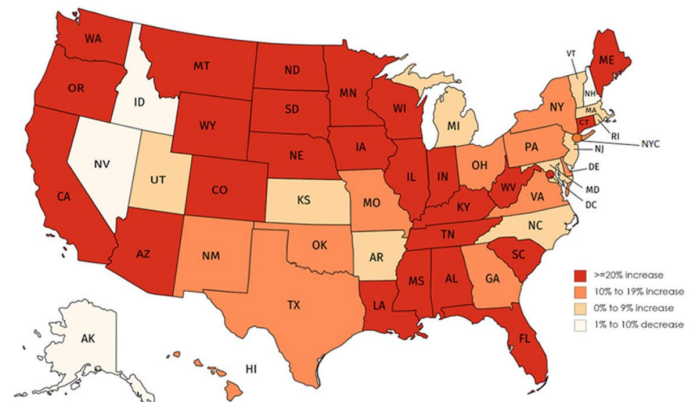 WA
MT
ND
MN
ME
VT
OR
ID
SD
WI
NH
MA
NY
WY
MI
CT
RI
NYC
IA
PA
NJ
NE
NV
OH
DE
IL
IN
UT
CO
WV
MD
CA
KS
MO
VA
DC
KY
NC
TN
AZ
NM
OK
AR
SC
MS
AL
GA
TX
LA
FL
AK
HI
>=20% increase
10% to 19% increase
0% to 9% increase
1% to 10% decrease